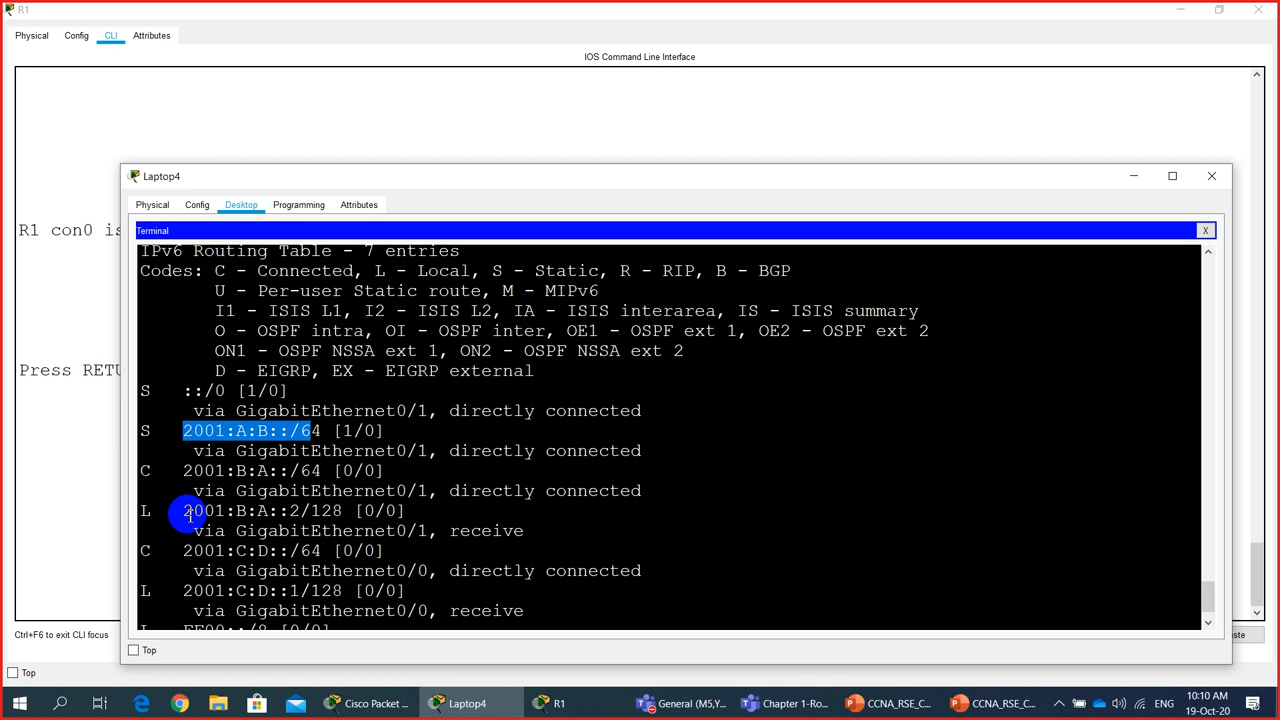 R1
Physical Config CLI Attributes
IOS Command Line Interface
R1 con0 is
Press RETU
Laptop4
Physical Config Desktop Programming Attributes
Terminal X
IPv6 Routing Table - 7 entries
Codes: C - Connected, L - Local, S - Static, R - RIP, B - BGP
U - Per-user Static route, M - MIPv6
I1 - ISIS L1, I2 - ISIS L2, IA - ISIS interarea, IS - ISIS summary
O - OSPF intra, OI - OSPF inter, OE1 - OSPF ext 1, OE2 - OSPF ext 2
ON1 - OSPF NSSA ext 1, ON2 - OSPF NSSA ext 2
D - EIGRP, EX - EIGRP external
S ::/0 [1/0]
via GigabitEthernet0/1, directly connected
S 2001:A:B::/64 [1/0]
via GigabitEthernet0/1, directly connected
C 2001:B:A::/64 [0/0]
via GigabitEthernet0/1, directly connected
L 2001:B:A::2/128 [0/0]
via GigabitEthernet0/1, receive
C 2001:C:D::/64 [0/0]
via GigabitEthernet0/0, directly connected
L 2001:C:D::1/128 [0/0]
via GigabitEthernet0/0, receive
L FF00::/8 [0/0]
Ctrl+F6 to exit CLI focus
ste
Top
Top
Cisco Packet ... Laptop4 R1 General (M5,Y... Chapter 1-Ro... CCNA_RSE_C... CCNA_RSE_C... ENG 10:10 AM
19-Oct-20